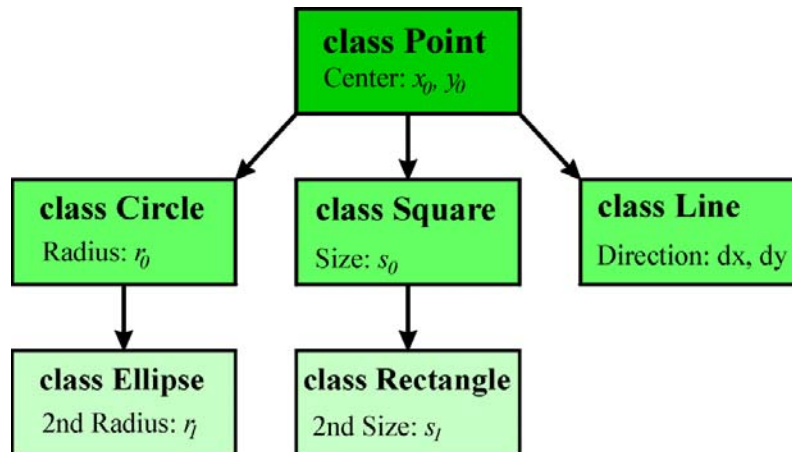 class Point
Center: x0, y0
class Circle
Radius: r0
class Square
Size: s0
class Line
Direction: dx, dy
class Ellipse
2nd Radius: r1
class Rectangle
2nd Size: s1